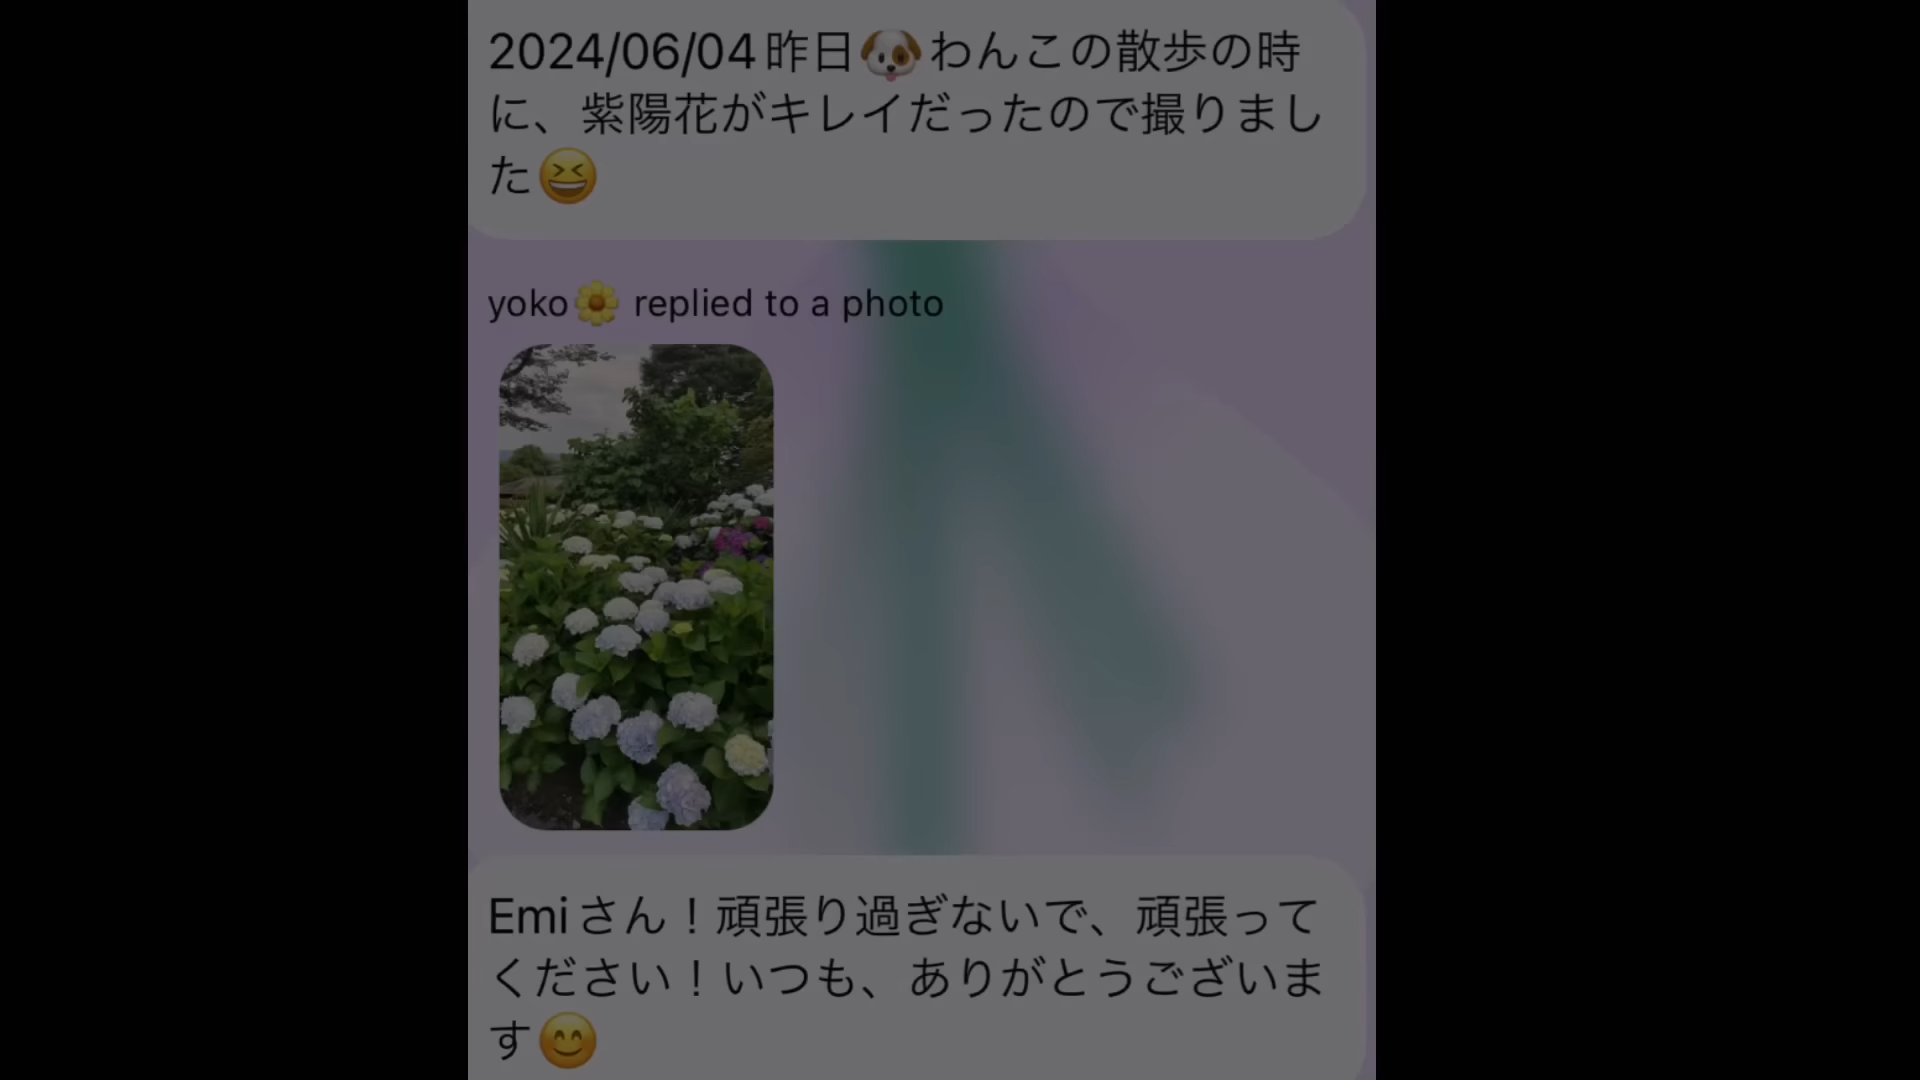 2024/06/04昨日🐶わんこの散歩の時
に、紫陽花がキレイだったので撮りまし
た😆
yoko🌼 replied to a photo
Emiさん！頑張り過ぎないで、頑張って
ください！いつも、ありがとうございま
す😊